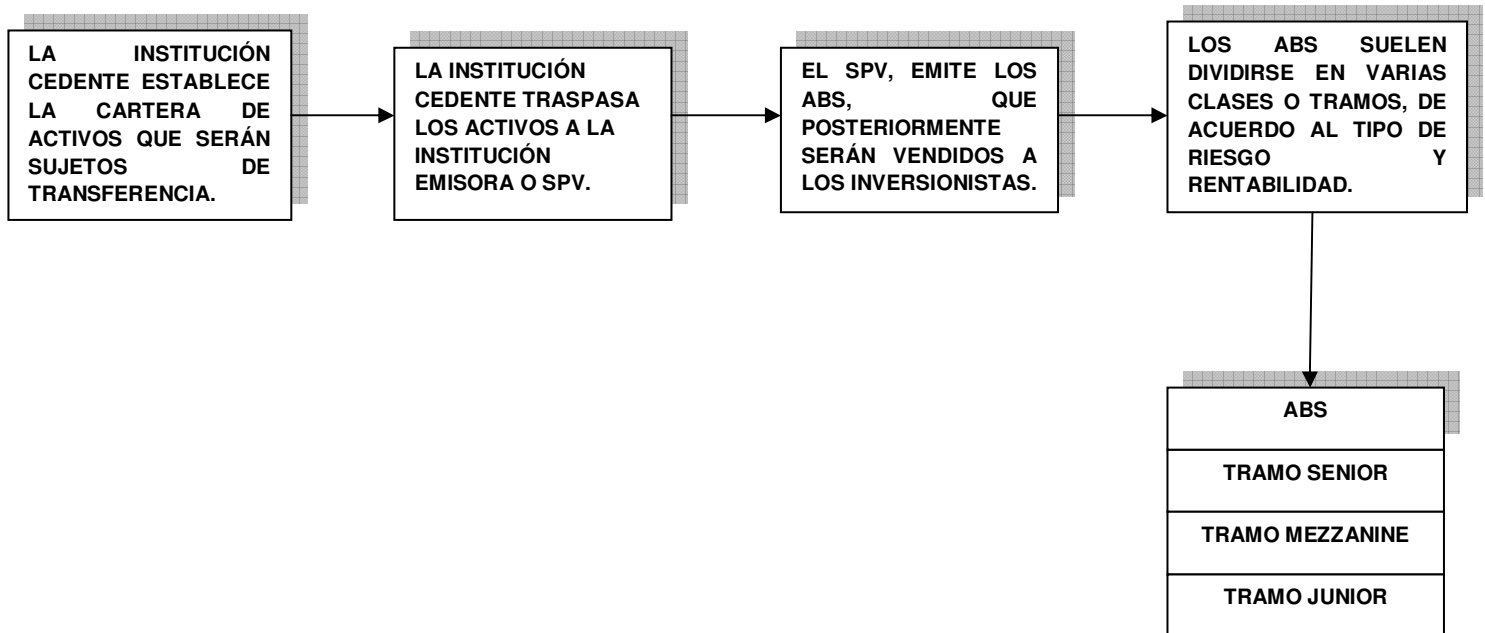 LA INSTITUCIÓN
CEDENTE ESTABLECE
LA CARTERA DE
ACTIVOS QUE SERÁN
SUJETOS DE
TRANSFERENCIA.
LA INSTITUCIÓN
CEDENTE TRASPASA
LOS ACTIVOS A LA
INSTITUCIÓN
EMISORA O SPV.
EL SPV, EMITE LOS
ABS, QUE
POSTERIORMENTE
SERÁN VENDIDOS A
LOS INVERSIONISTAS.
LOS ABS SUELEN
DIVIDIRSE EN VARIAS
CLASES O TRAMOS, DE
ACUERDO AL TIPO DE
RIESGO Y
RENTABILIDAD.
ABS
TRAMO SENIOR
TRAMO MEZZANINE
TRAMO JUNIOR